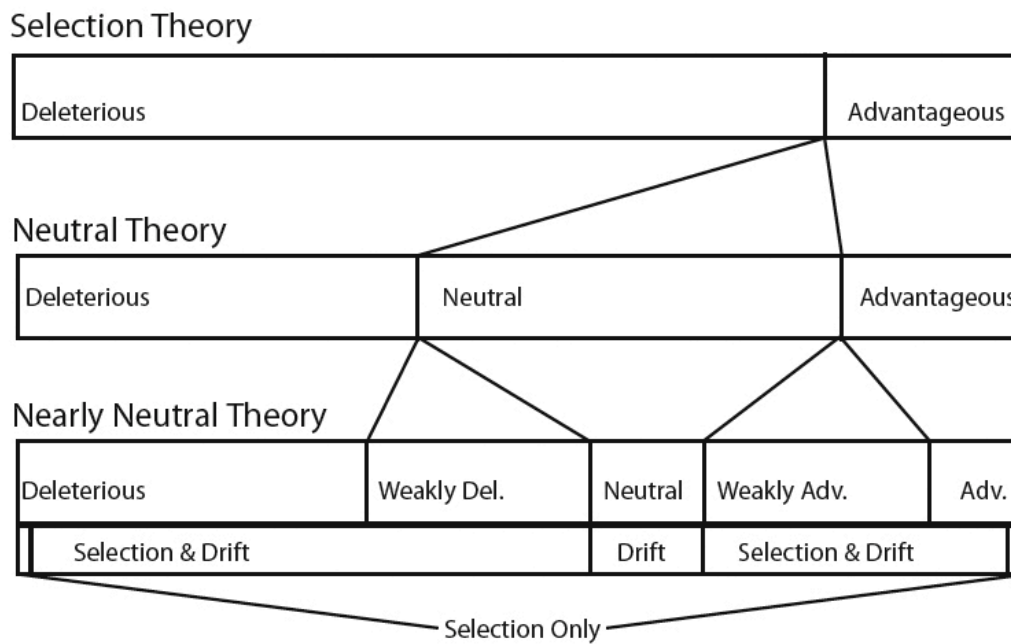 Selection Theory
Deleterious Advantageous
Neutral Theory
Deleterious Neutral Advantageous
Nearly Neutral Theory
Deleterious Weakly Del. Neutral Weakly Adv. Adv.
Selection & Drift Drift Selection & Drift
Selection Only